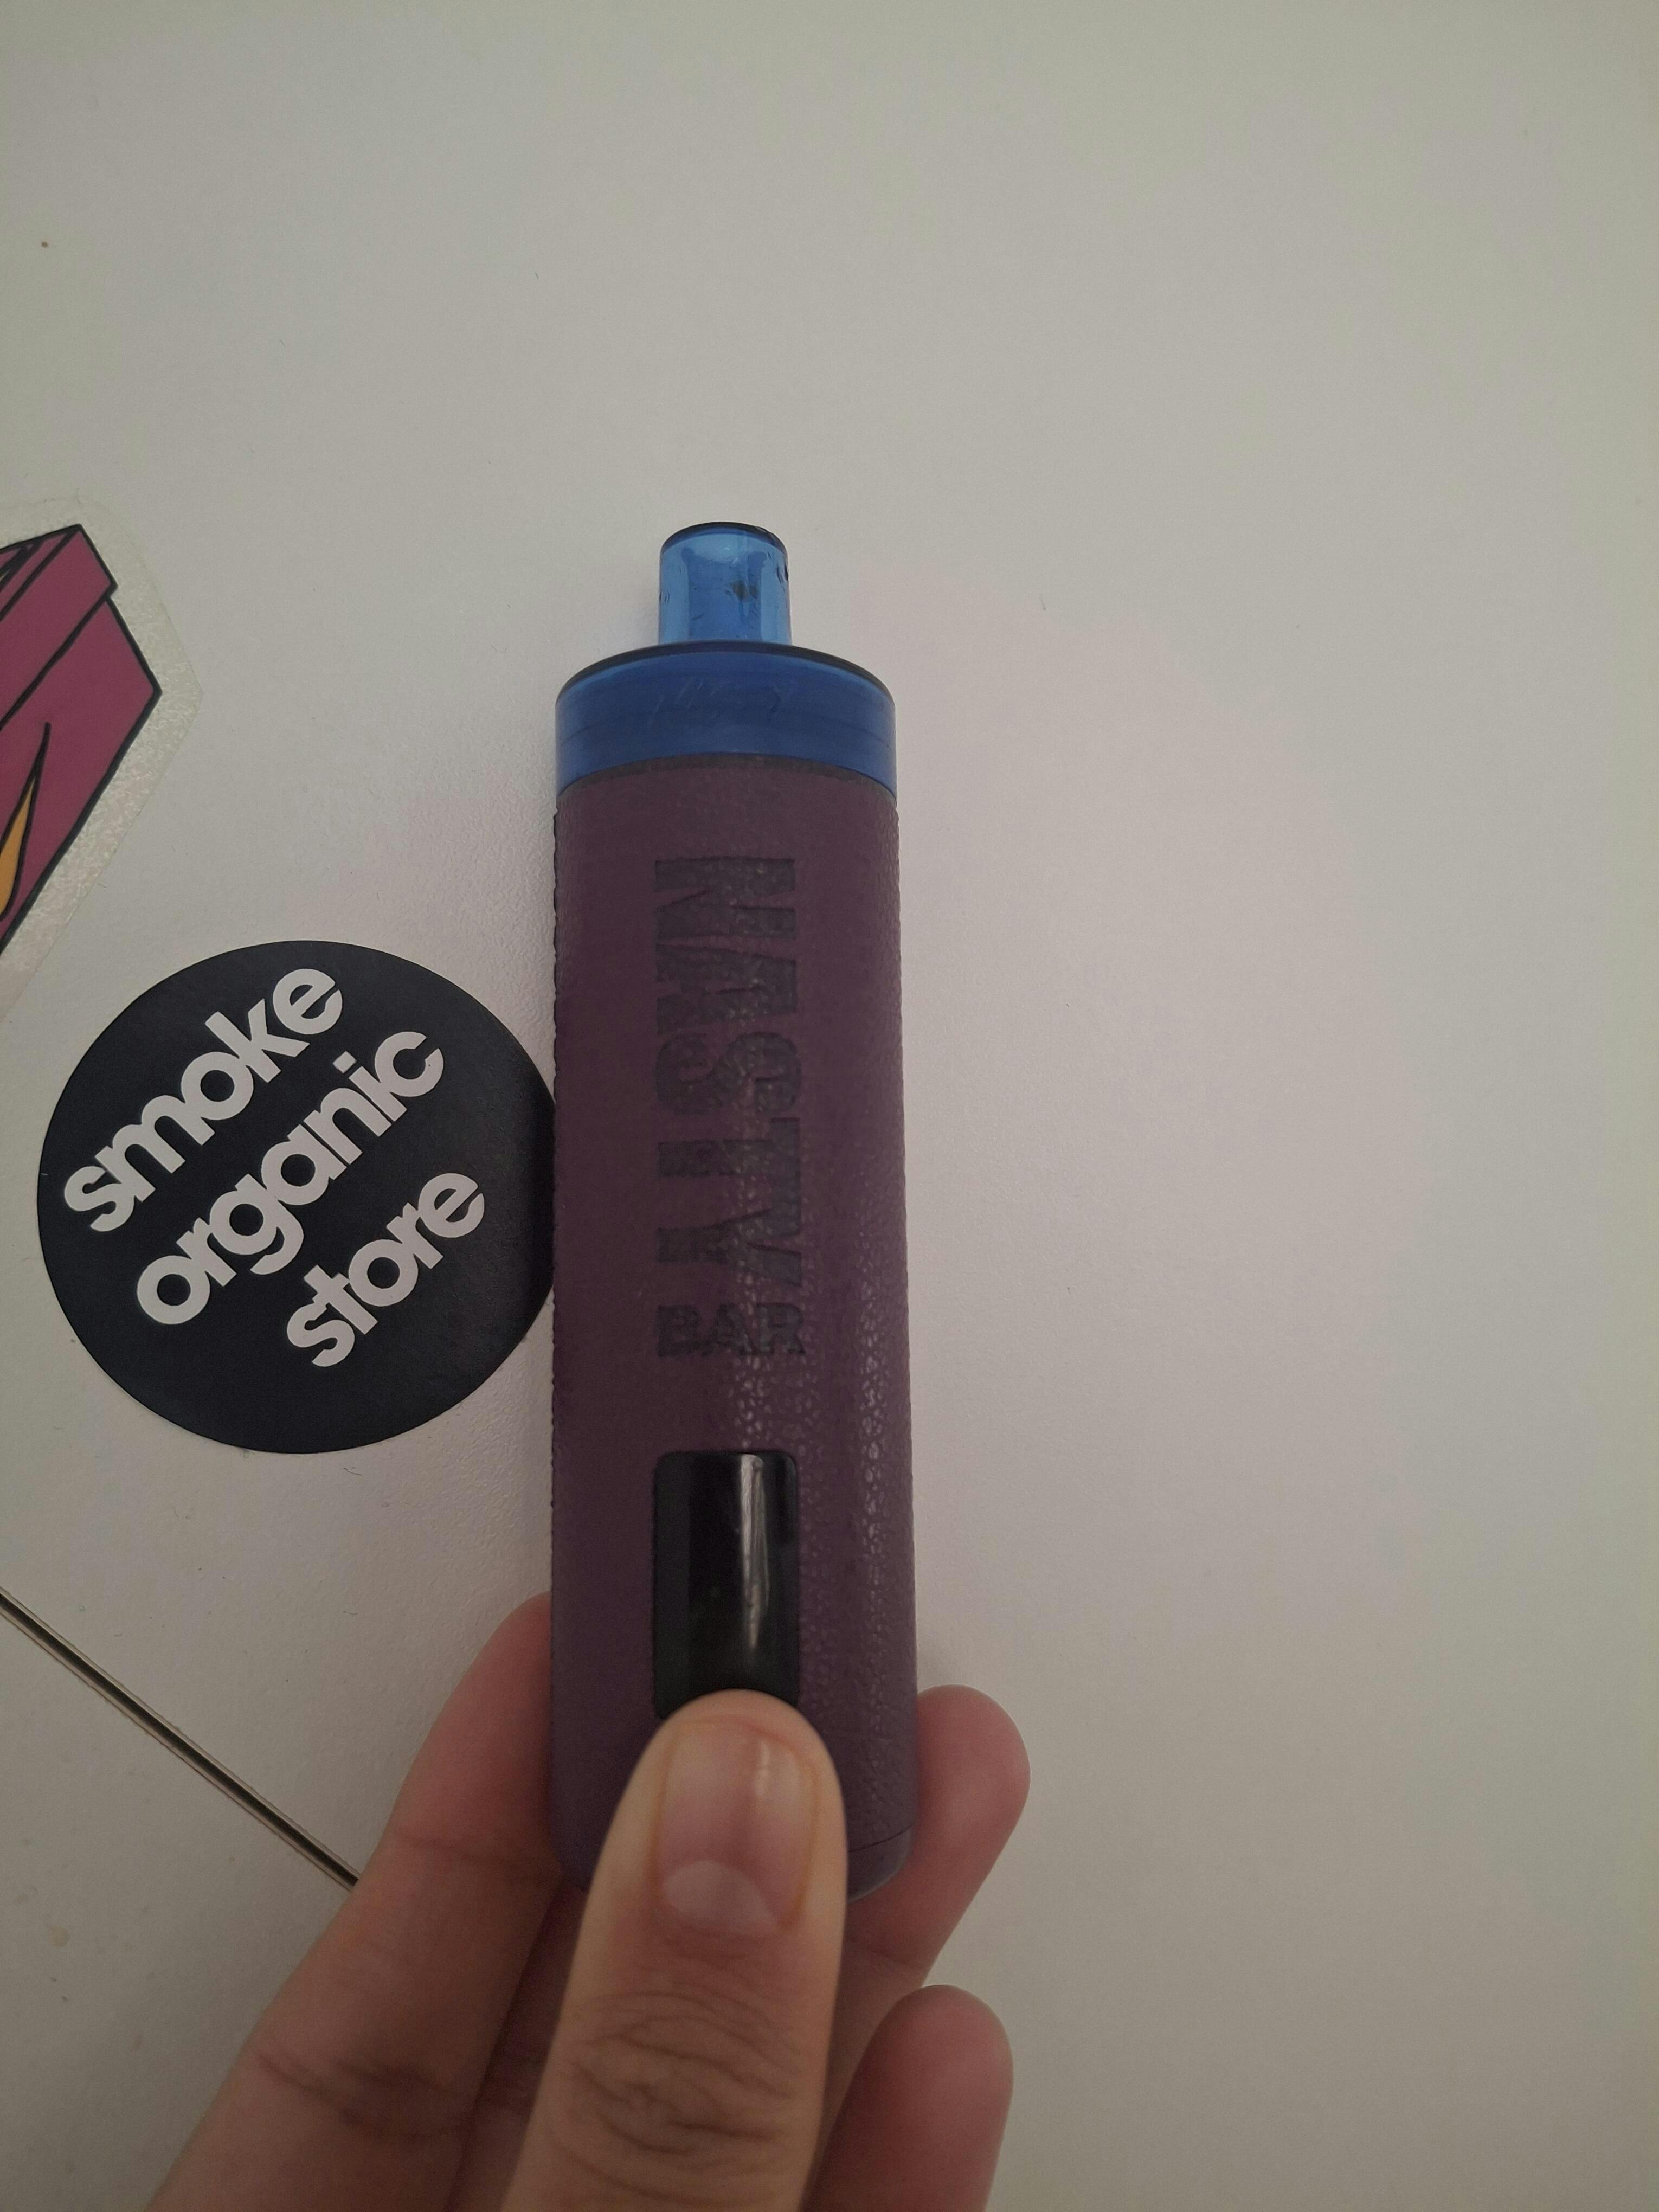 smoke
organic
store
NASTY
BAR